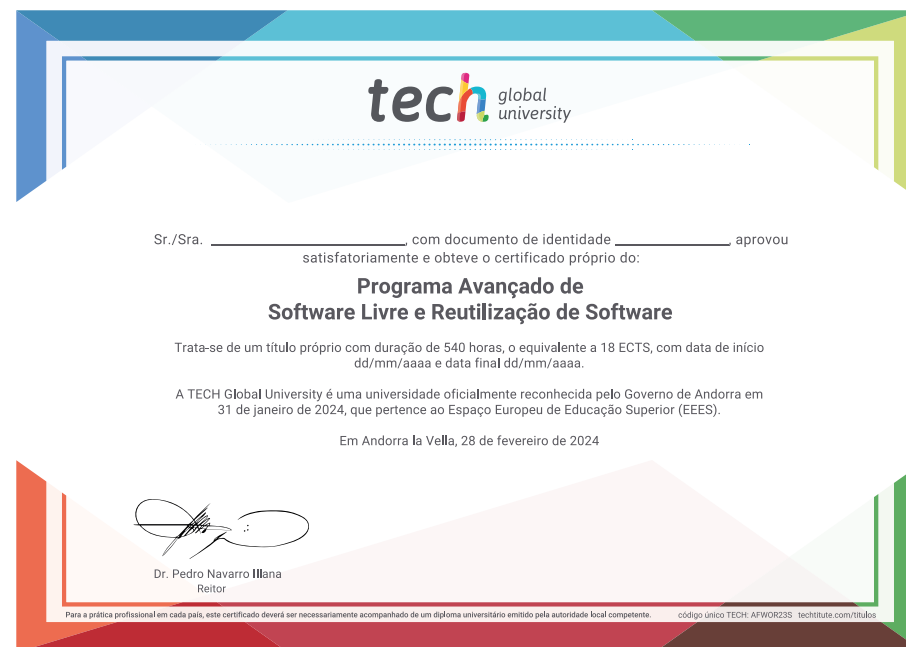 tech global university
Sr./Sra. ____________________, com documento de identidade ____________, aprovou
satisfatoriamente e obteve o certificado próprio do:
Programa Avançado de
Software Livre e Reutilização de Software
Trata-se de um título próprio com duração de 540 horas, o equivalente a 18 ECTS, com data de início
dd/mm/aaaa e data final dd/mm/aaaa.
A TECH Global University é uma universidade oficialmente reconhecida pelo Governo de Andorra em
31 de janeiro de 2024, que pertence ao Espaço Europeu de Educação Superior (EEES).
Em Andorra la Vella, 28 de fevereiro de 2024
Dr. Pedro Navarro Illana
Reitor
Para a prática profissional em cada país, este certificado deverá ser necessariamente acompanhado de um diploma universitário emitido pela autoridade local competente.
código único TECH: AFWOR23S techtitute.com/titulos